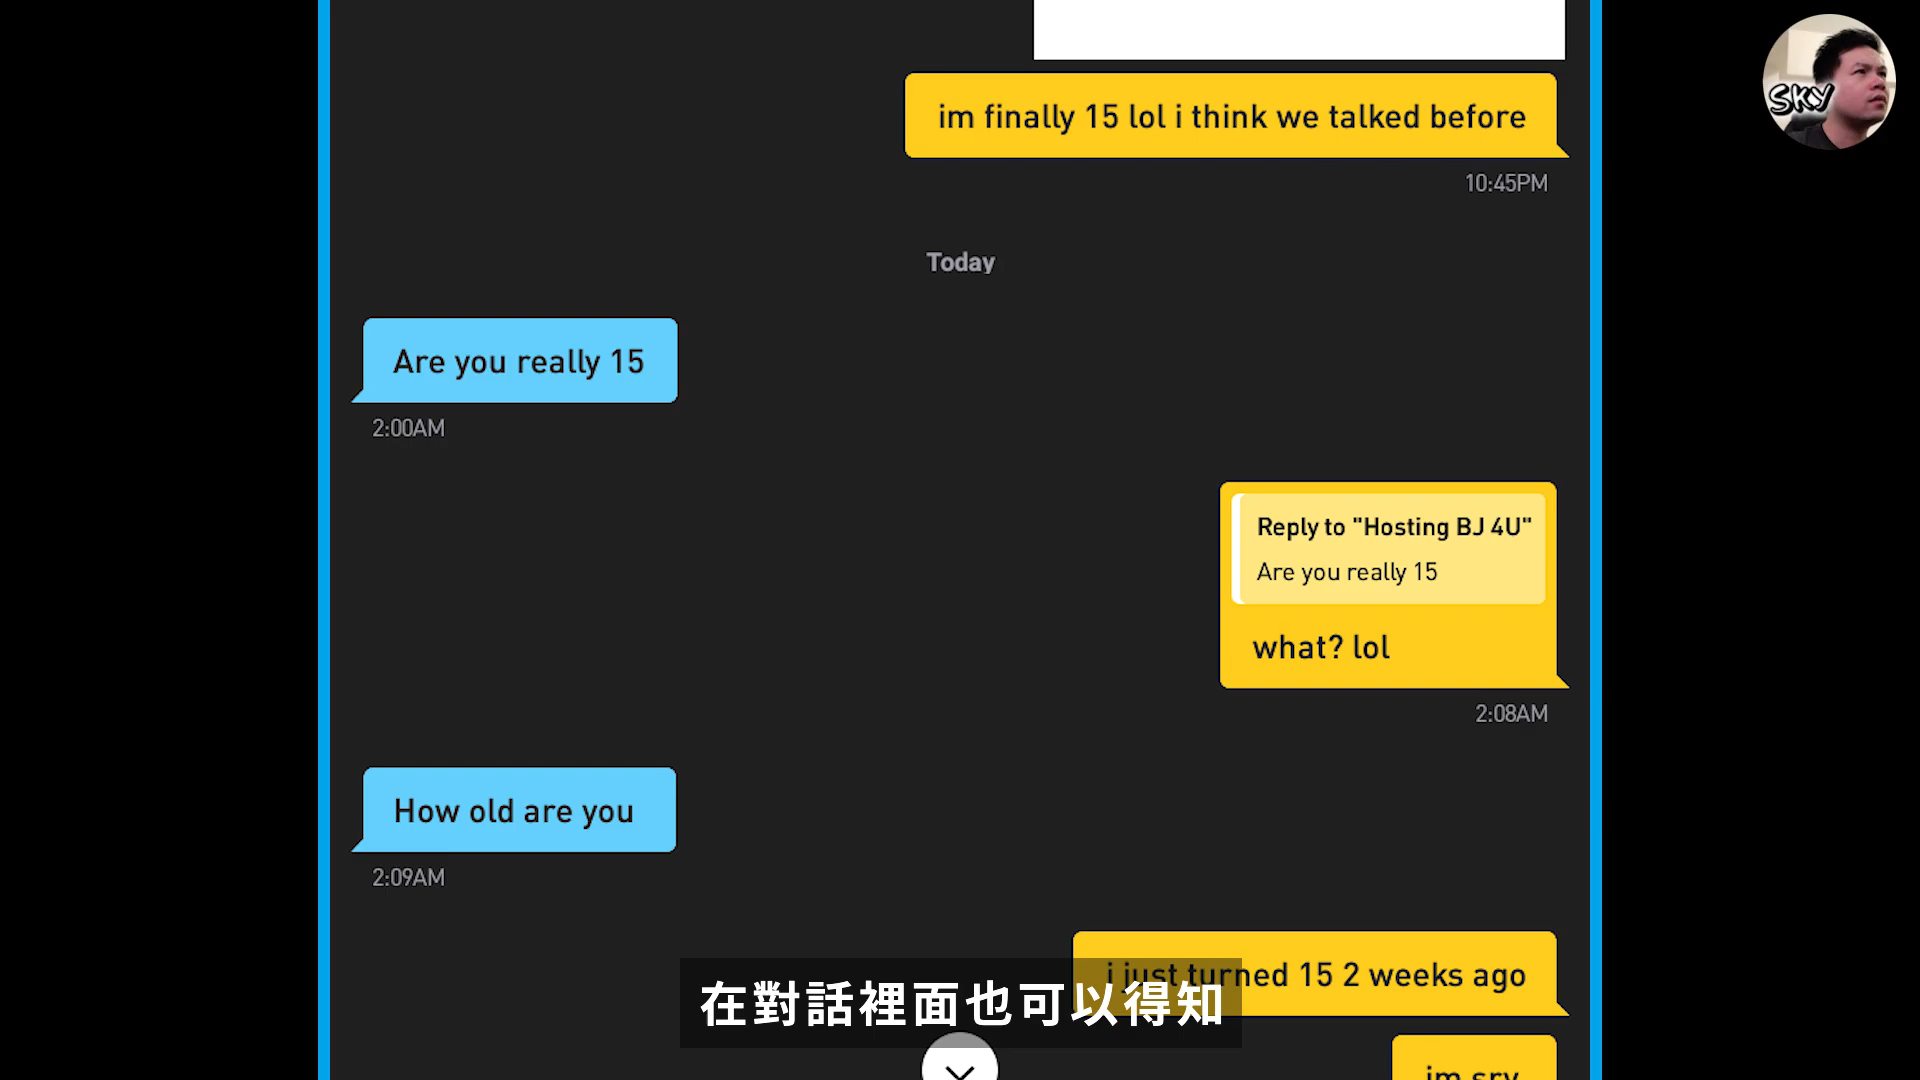 SKY
im finally 15 lol i think we talked before
10:45PM
Today
Are you really 15
2:00AM
Reply to "Hosting BJ 4U"
Are you really 15
what? lol
2:08AM
How old are you
2:09AM
i just turned 15 2 weeks ago
在對話裡面也可以得知
im sry